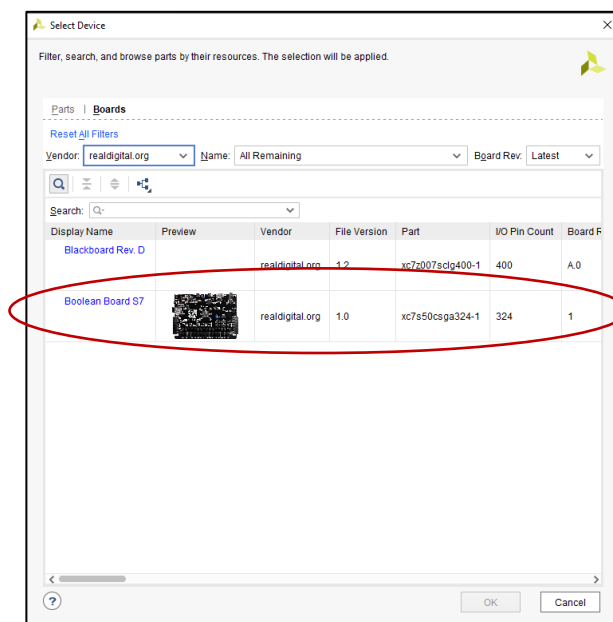 Select Device
Filter, search, and browse parts by their resources. The selection will be applied.
Parts | Boards
Reset All Filters
Vendor: realdigital.org Name: All Remaining Board Rev: Latest
Search: Q-
Display Name Preview Vendor File Version Part I/O Pin Count Board R
Blackboard Rev. D
realdigital.org 1.2 xc7z007sclg400-1 400 A.0
Boolean Board S7
realdigital.org 1.0 xc7s50csga324-1 324 1
? OK Cancel